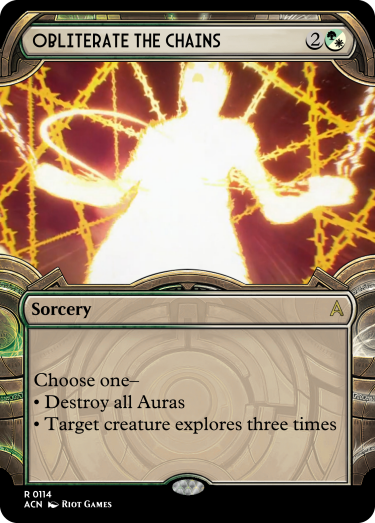 OBLITERATE THE CHAINS 2
Sorcery
Choose one–
• Destroy all Auras
• Target creature explores three times
R 0114
ACN RIOT GAMES